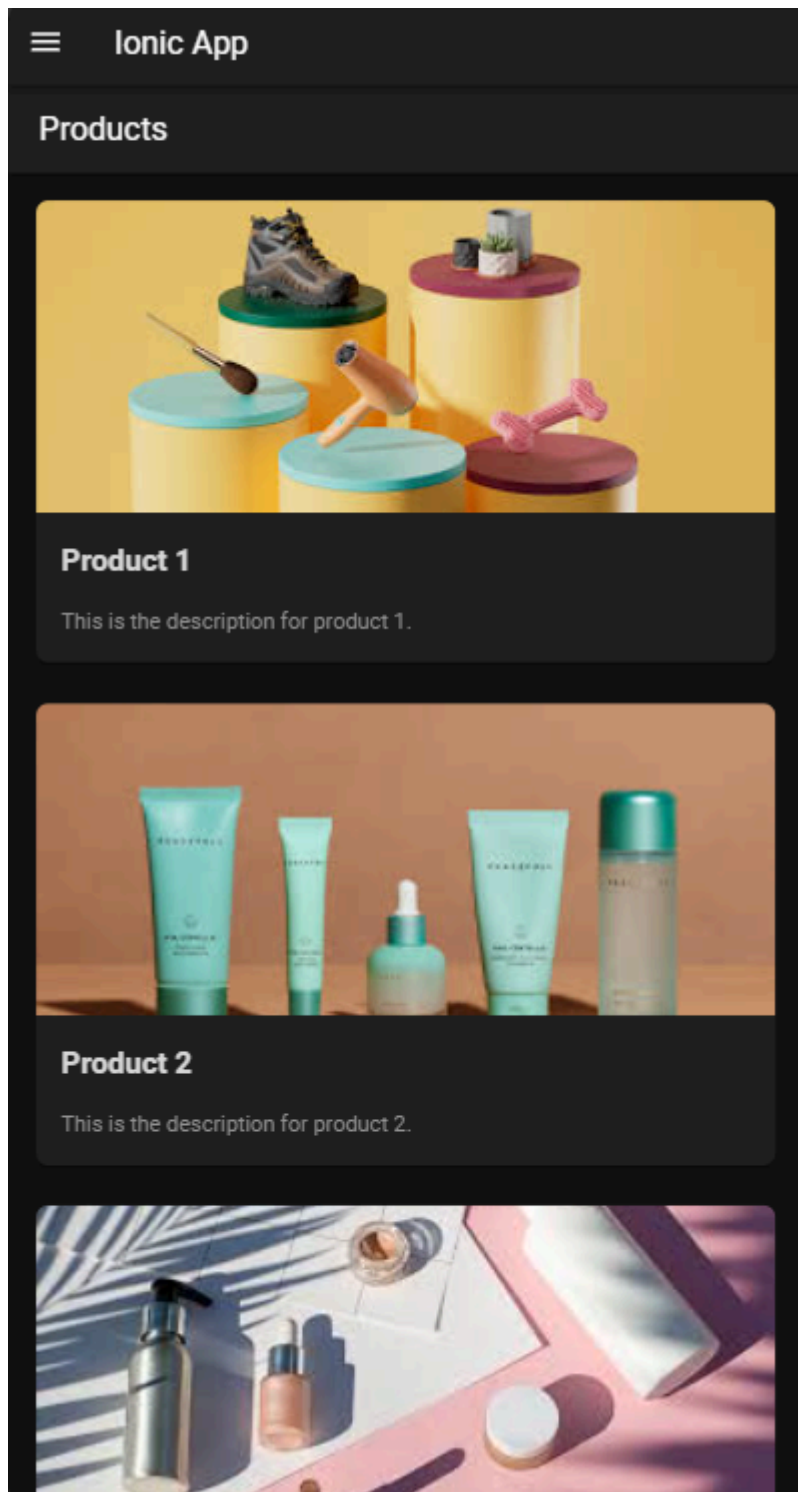 Ionic App
Products
Product 1
This is the description for product 1.
Product 2
This is the description for product 2.